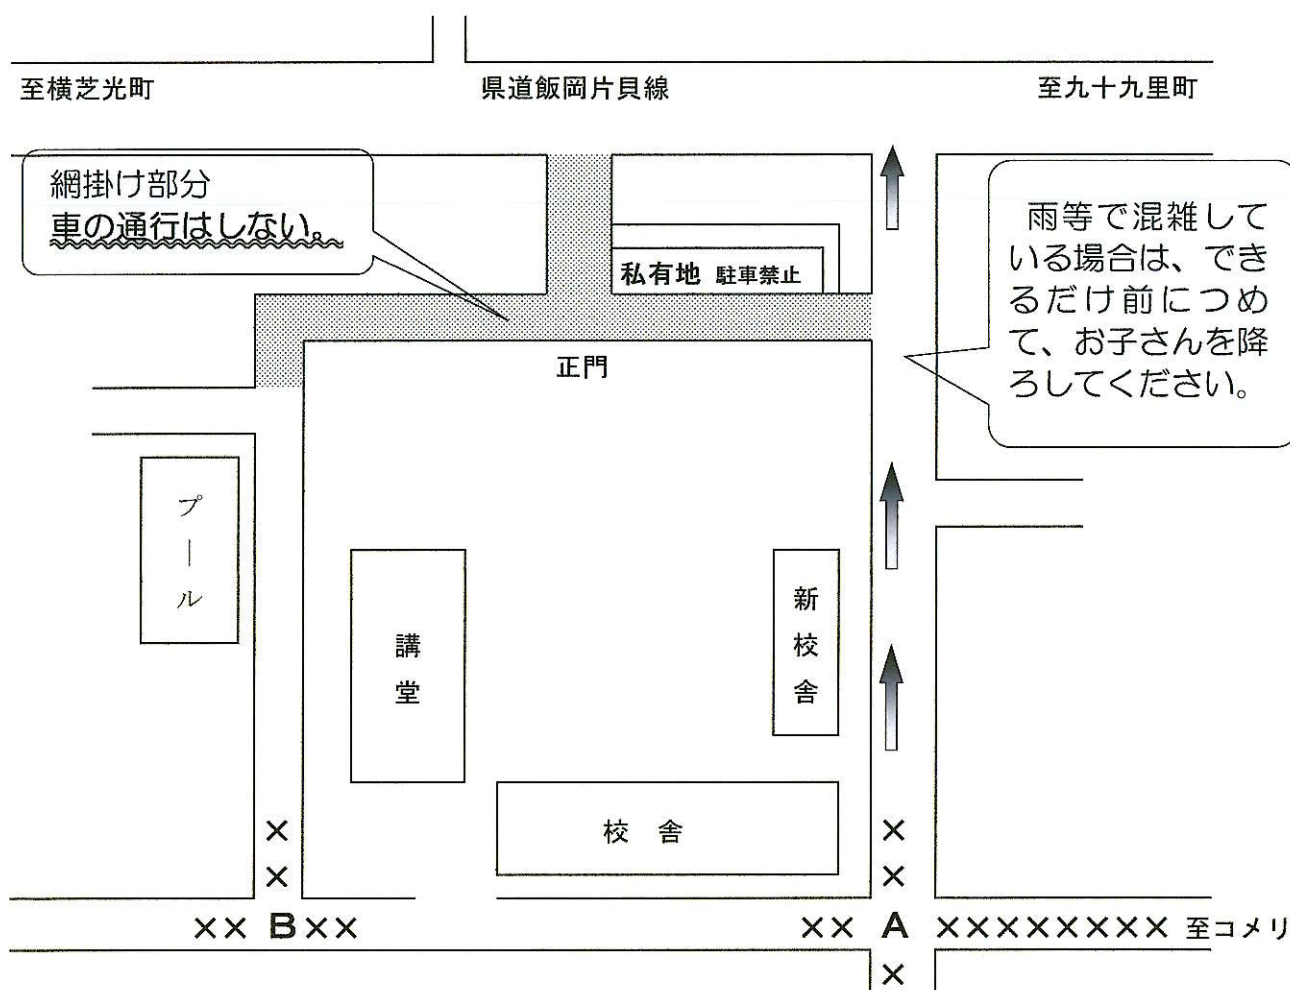 至横芝光町 県道飯岡片貝線 至九十九里町
網掛け部分
車の通行はしない。
雨等で混雑して
いる場合は、でき
るだけ前につめ
て、お子さんを降
ろしてください。
私有地 駐車禁止
正門
プール
講堂
新校舎
校舎
××
××
×× B ××
×× A ×××××××× 至コメリ
×